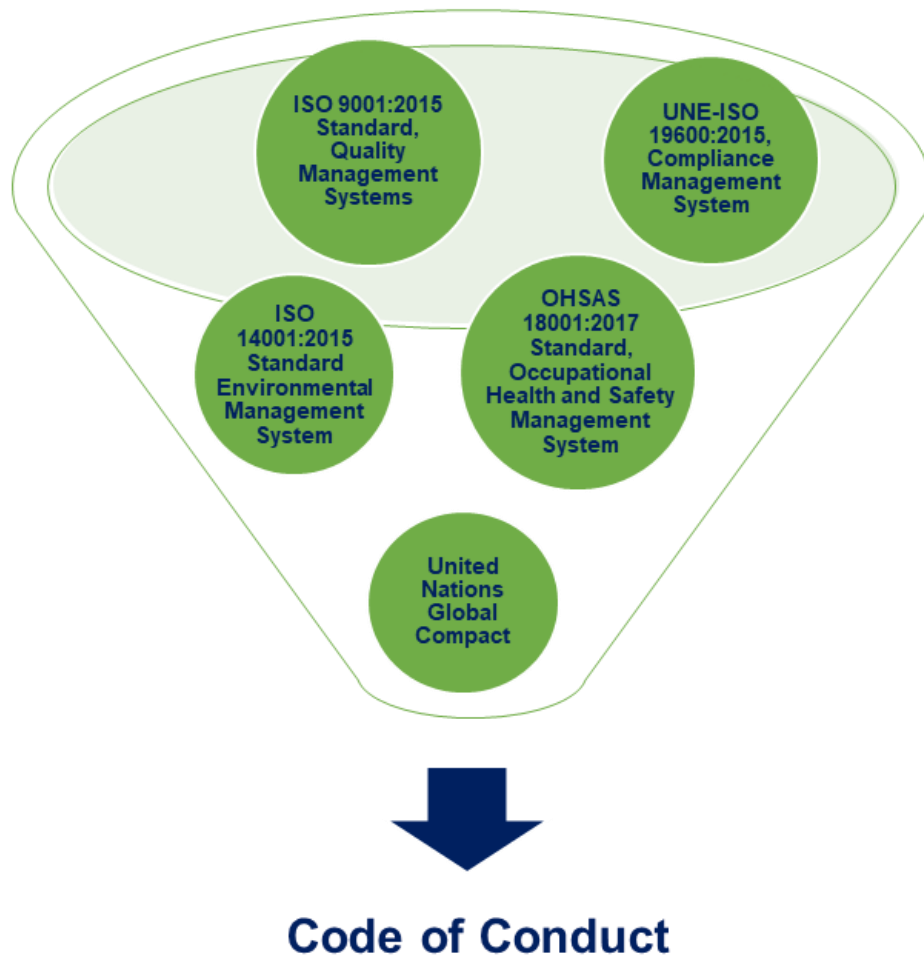 ISO 9001:2015
Standard,
Quality
Management
Systems
UNE-ISO
19600:2015,
Compliance
Management
System
ISO
14001:2015
Standard
Environmental
Management
System
OHSAS
18001:2017
Standard,
Occupational
Health and Safety
Management
System
United
Nations
Global
Compact
Code of Conduct